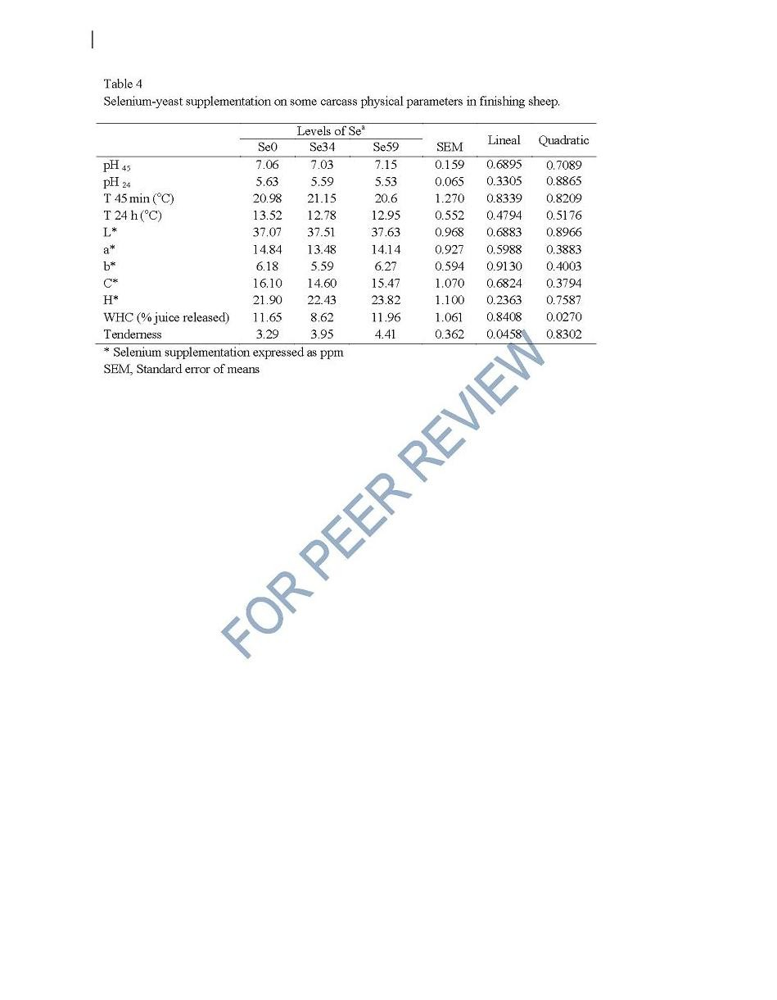 Table 4
Selenium-yeast supplementation on some carcass physical parameters in finishing sheep.
Levels of Seᵃ
Se0 Se34 Se59 SEM Lineal Quadratic
pH 45 7.06 7.03 7.15 0.159 0.6895 0.7089
pH 24 5.63 5.59 5.53 0.065 0.3305 0.8865
T 45 min (°C) 20.98 21.15 20.6 1.270 0.8339 0.8209
T 24 h (°C) 13.52 12.78 12.95 0.552 0.4794 0.5176
L* 37.07 37.51 37.63 0.968 0.6883 0.8966
a* 14.84 13.48 14.14 0.927 0.5988 0.3883
b* 6.18 5.59 6.27 0.594 0.9130 0.4003
C* 16.10 14.60 15.47 1.070 0.6824 0.3794
H* 21.90 22.43 23.82 1.100 0.2363 0.7587
WHC (% juice released) 11.65 8.62 11.96 1.061 0.8408 0.0270
Tenderness 3.29 3.95 4.41 0.362 0.0458 0.8302
* Selenium supplementation expressed as ppm
SEM, Standard error of means
FOR PEER REVIEW